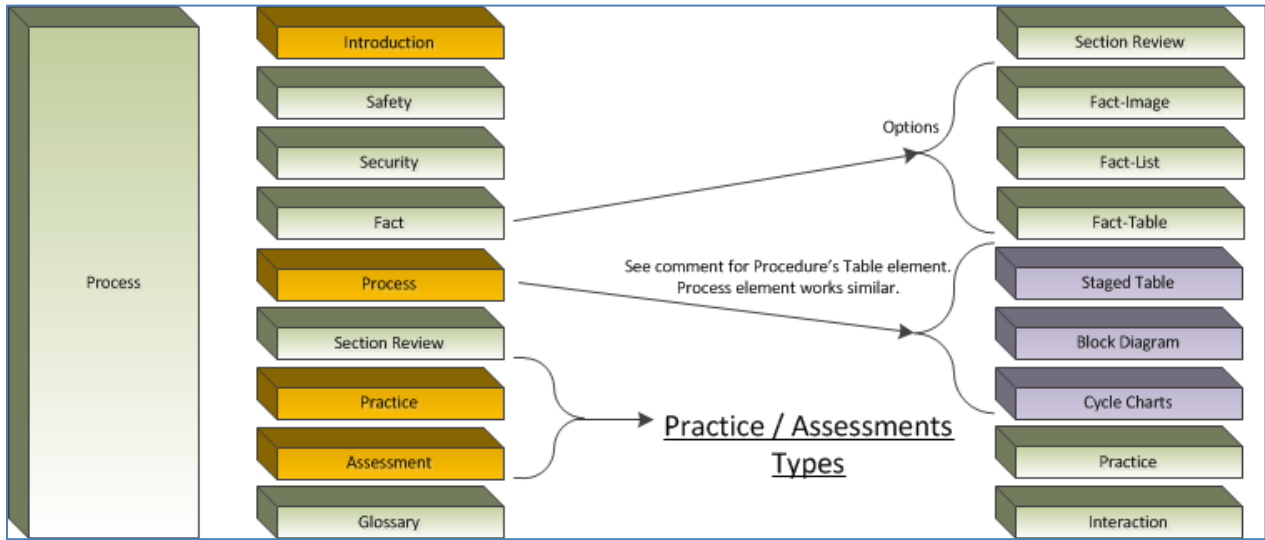 Process
Introduction
Safety
Security
Fact
Process
Section Review
Practice
Assessment
Glossary
Options
See comment for Procedure's Table element.
Process element works similar.
Practice / Assessments
Types
Section Review
Fact-Image
Fact-List
Fact-Table
Staged Table
Block Diagram
Cycle Charts
Practice
Interaction